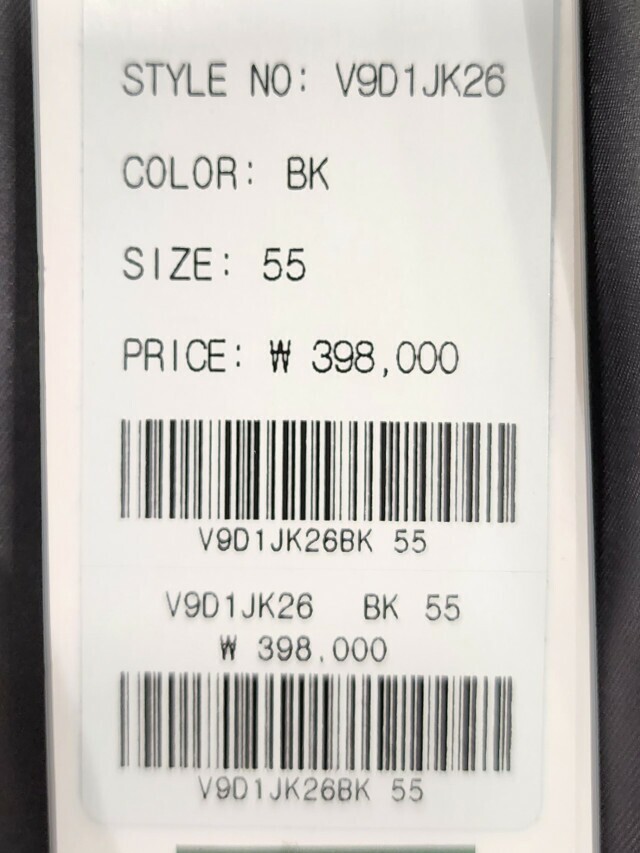 STYLE NO: V9D1JK26
COLOR: BK
SIZE: 55
PRICE: ₩ 398,000
V9D1JK26BK 55
V9D1JK26 BK 55
₩ 398,000
V9D1JK26BK 55